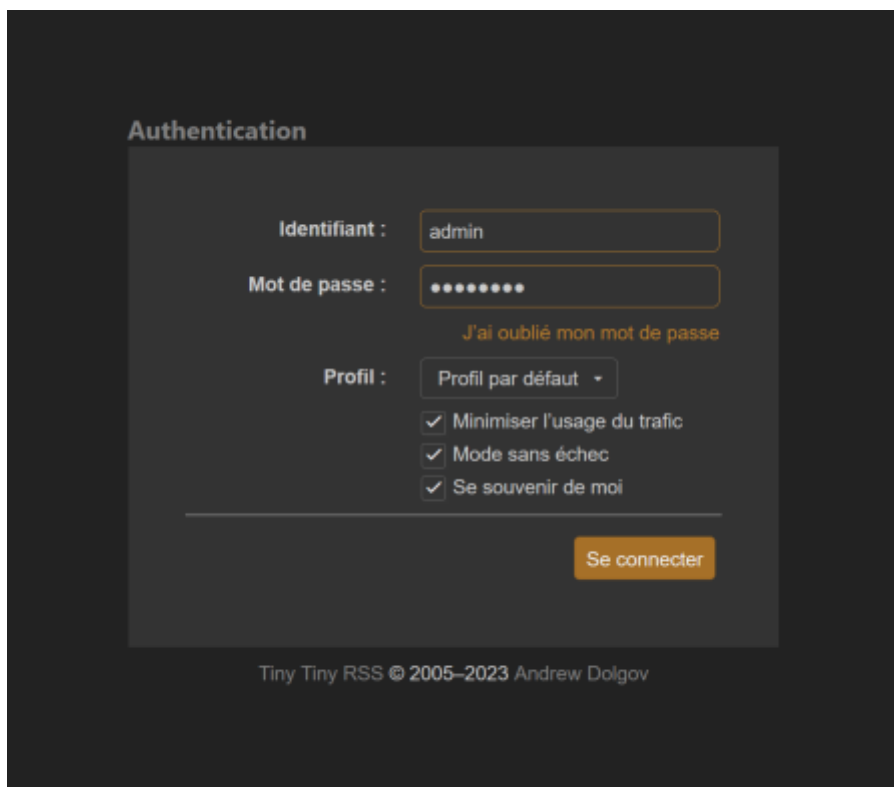 Authentication
Identifiant : admin
Mot de passe : ••••••••
J'ai oublié mon mot de passe
Profil : Profil par défaut
Minimiser l'usage du trafic
Mode sans échec
Se souvenir de moi
Se connecter
Tiny Tiny RSS © 2005–2023 Andrew Dolgov